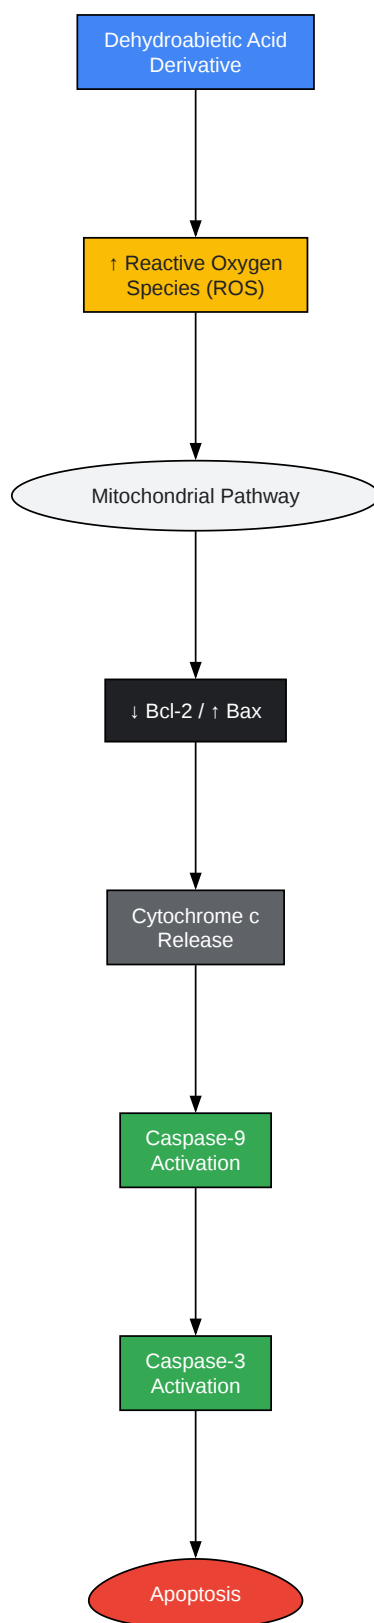 Dehydroabietic Acid
Derivative
↑ Reactive Oxygen
Species (ROS)
Mitochondrial Pathway
↓ Bcl-2 / ↑ Bax
Cytochrome c
Release
Caspase-9
Activation
Caspase-3
Activation
Apoptosis